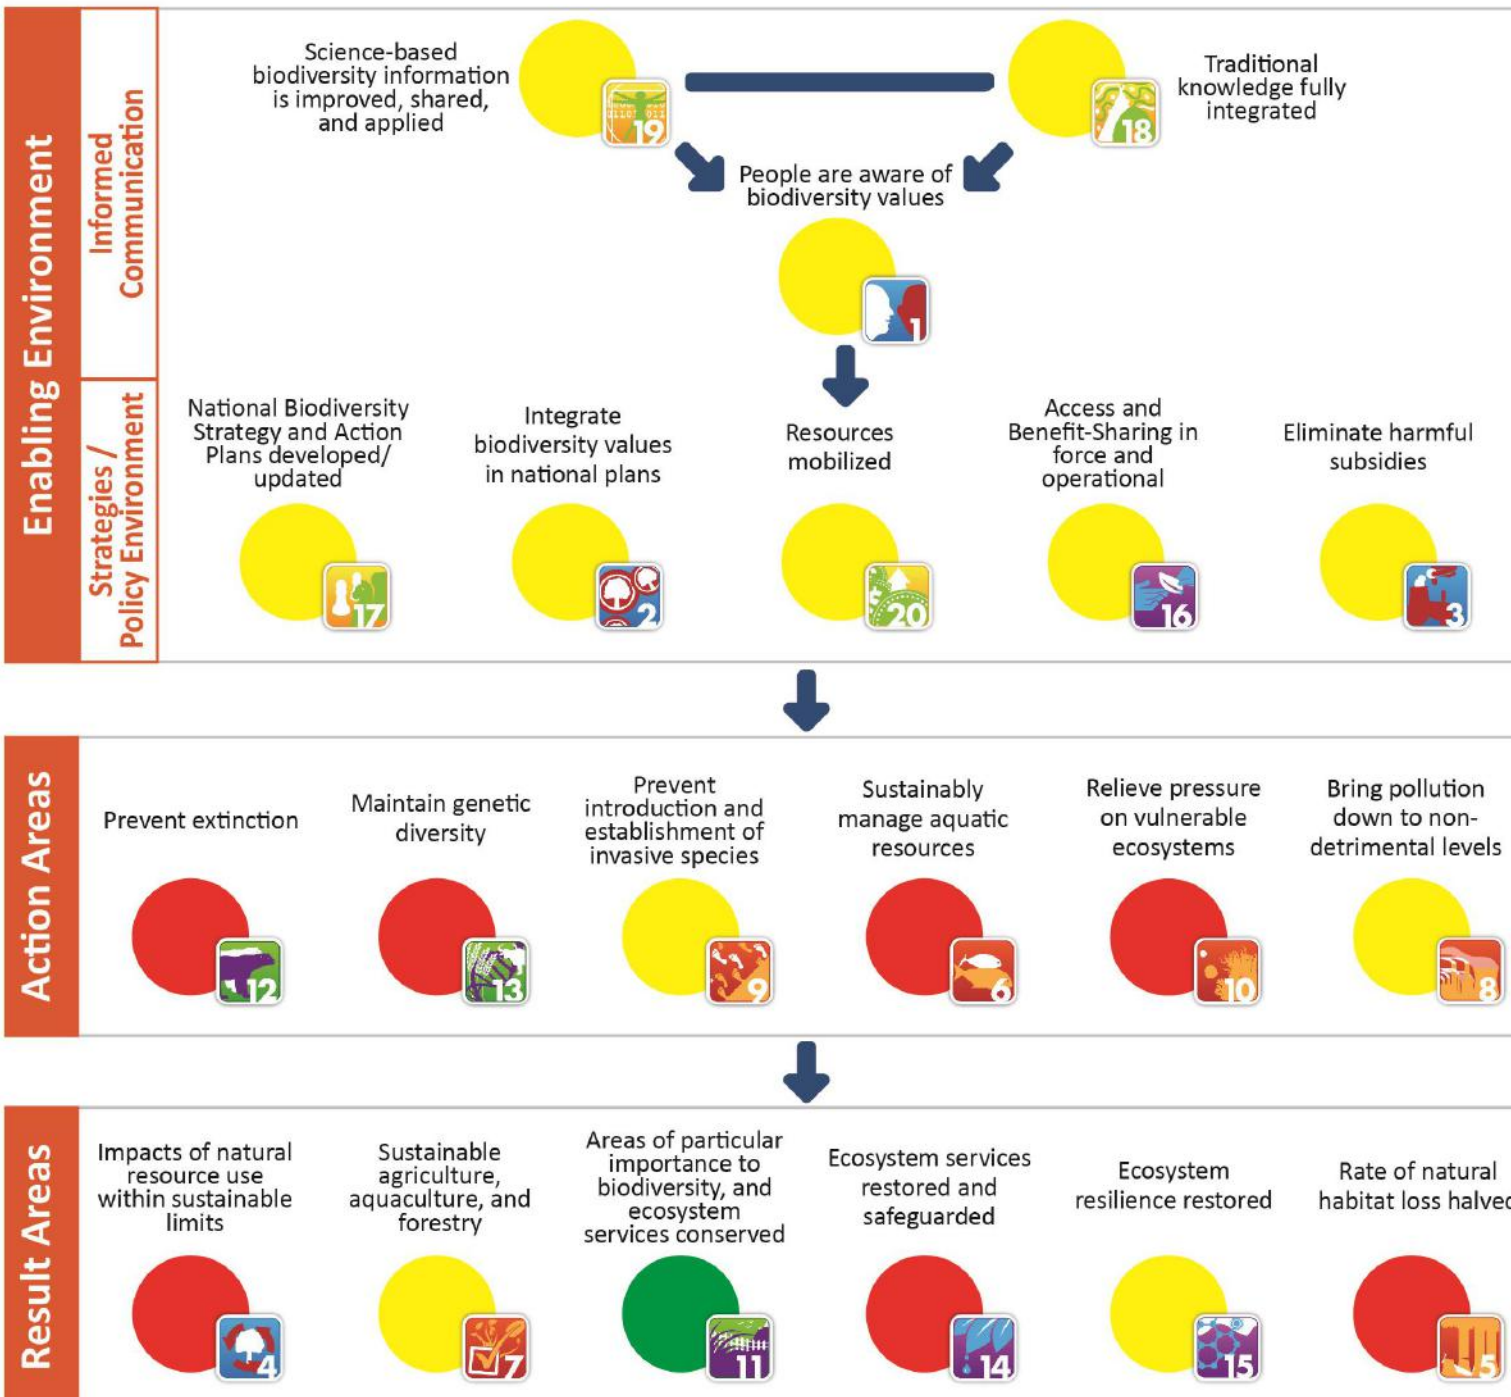 Enabling Environment
Informed
Communication
Science-based
biodiversity information
is improved, shared,
and applied
19
Traditional
knowledge fully
integrated
18
People are aware of
biodiversity values
1
Strategies /
Policy Environment
National Biodiversity
Strategy and Action
Plans developed/
updated
17
Integrate
biodiversity values
in national plans
2
Resources
mobilized
20
Access and
Benefit-Sharing in
force and
operational
16
Eliminate harmful
subsidies
3
Action Areas
Prevent extinction
12
Maintain genetic
diversity
13
Prevent
introduction and
establishment of
invasive species
9
Sustainably
manage aquatic
resources
6
Relieve pressure
on vulnerable
ecosystems
10
Bring pollution
down to non-
detrimental levels
8
Result Areas
Impacts of natural
resource use
within sustainable
limits
4
Sustainable
agriculture,
aquaculture, and
forestry
7
Areas of particular
importance to
biodiversity, and
ecosystem
services conserved
11
Ecosystem services
restored and
safeguarded
14
Ecosystem
resilience restored
15
Rate of natural
habitat loss halved
5